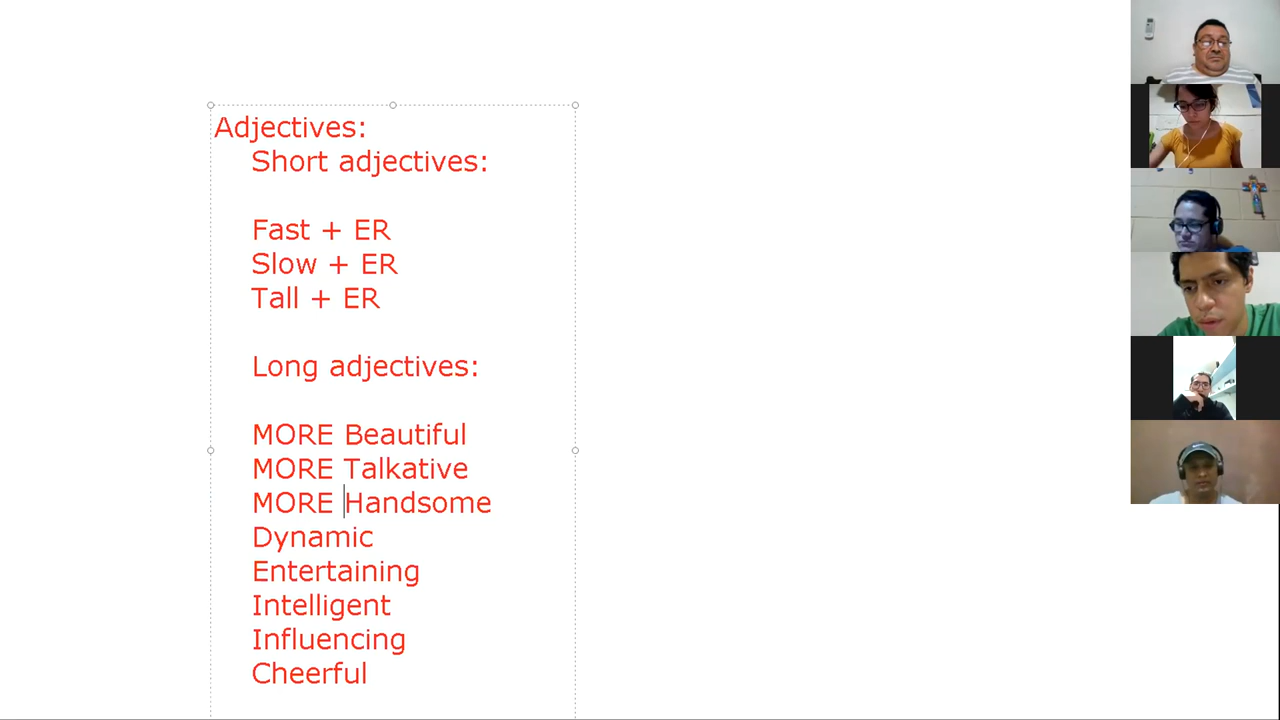 Adjectives:
Short adjectives:
Fast + ER
Slow + ER
Tall + ER
Long adjectives:
MORE Beautiful
MORE Talkative
MORE Handsome
Dynamic
Entertaining
Intelligent
Influencing
Cheerful